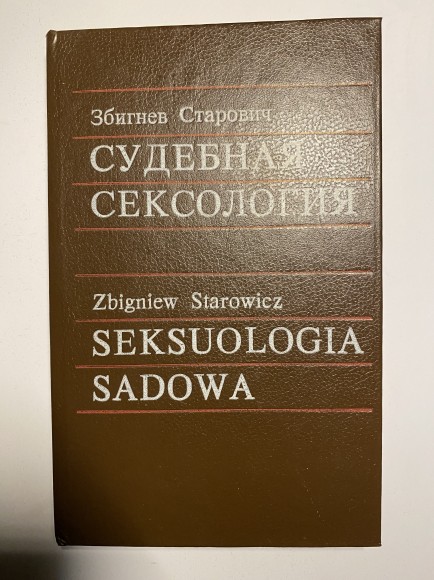 Збигнев Старович
СУДЕБНАЯ
СЕКСОЛОГИЯ
Zbigniew Starowicz
SEKSUOLOGIA
SADOWA